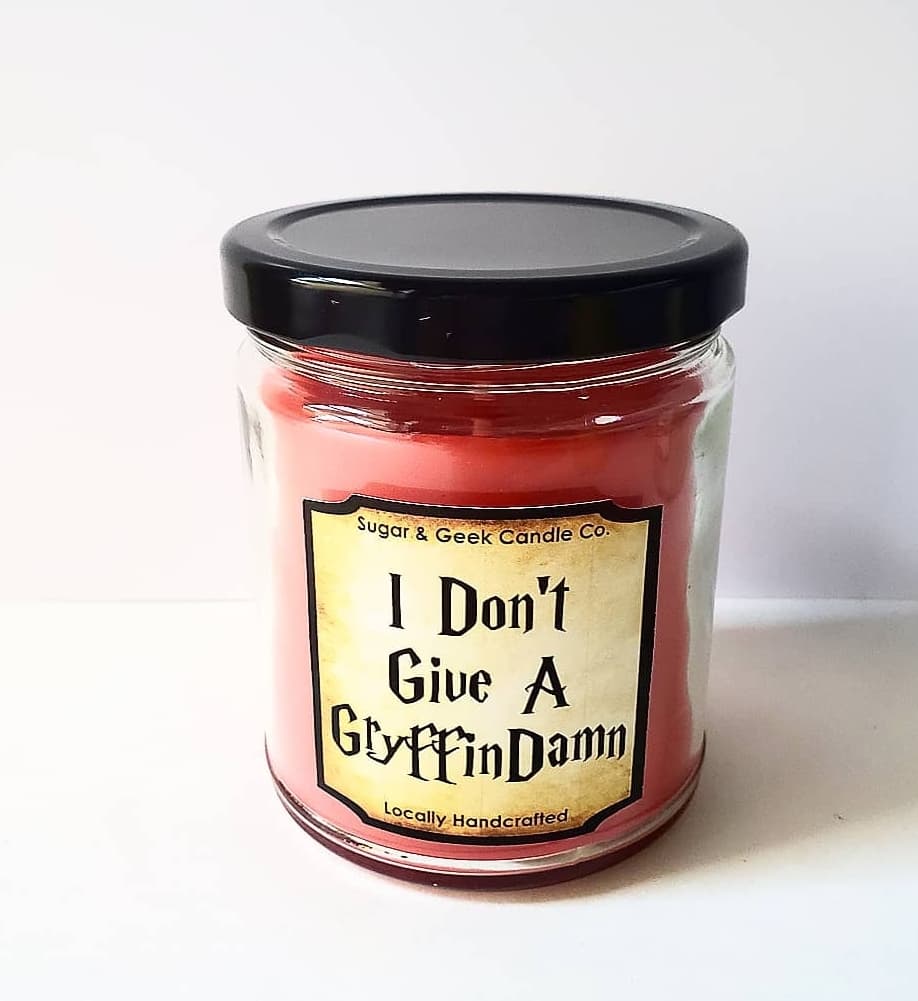 Sugar & Geek Candle Co.
I Don't
Give A
GryffinDamn
Locally Handcrafted